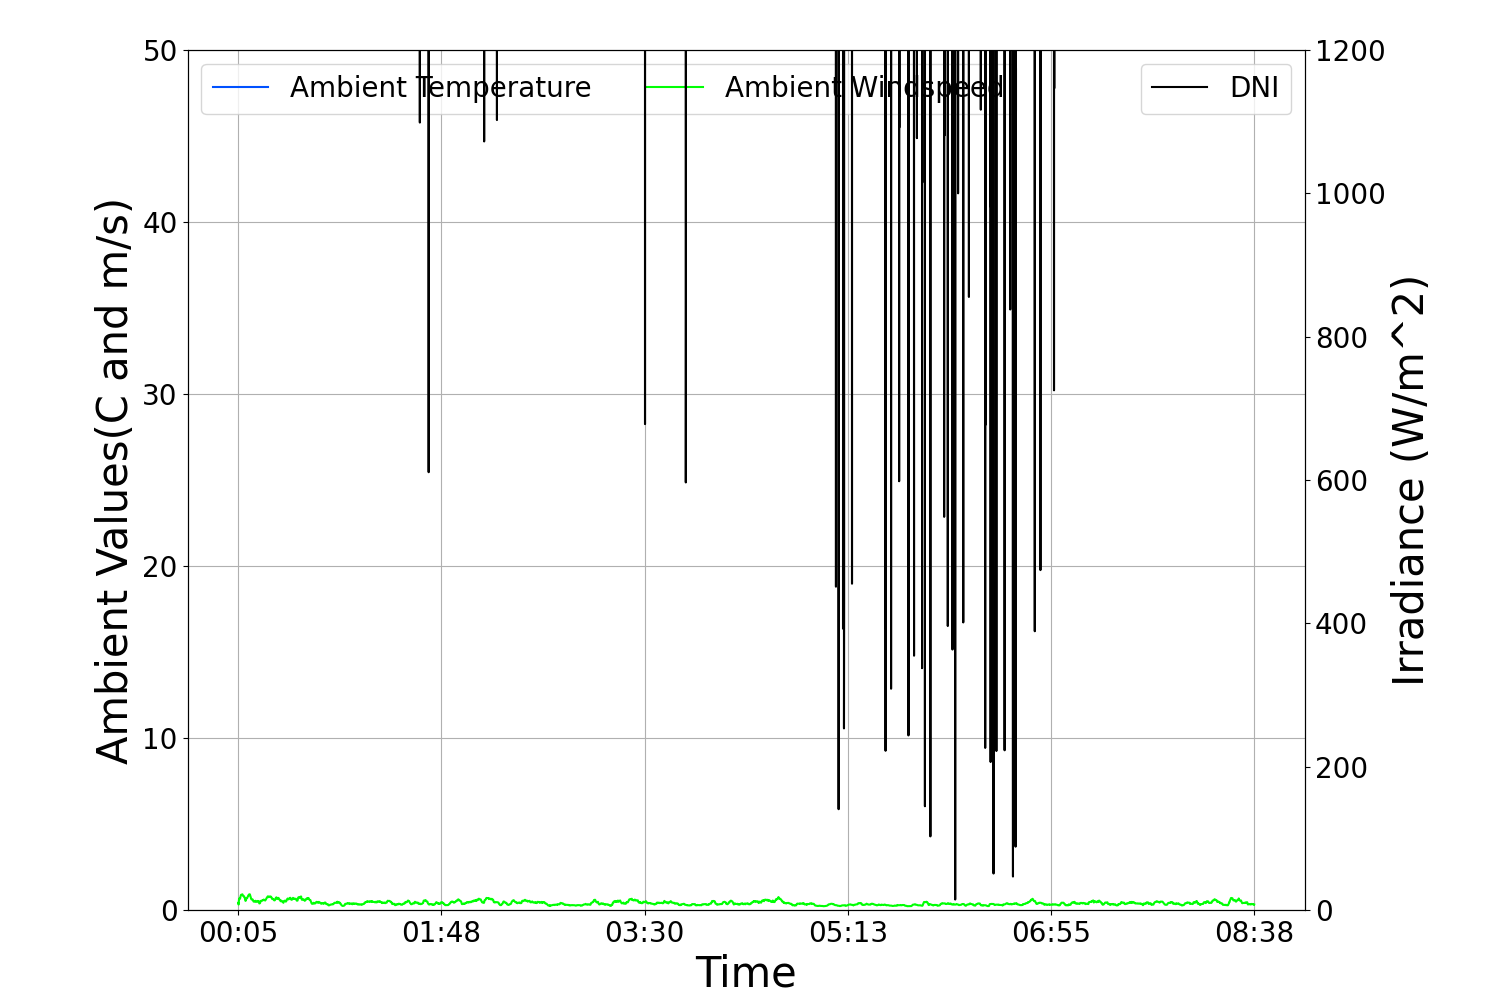 Ambient Temperature
Ambient Windspeed
DNI
Ambient Values(C and m/s)
50
40
30
20
10
0
1200
1000
800
600
400
200
0
Irradiance (W/m^2)
00:05 01:48 03:30 05:13 06:55 08:38
Time